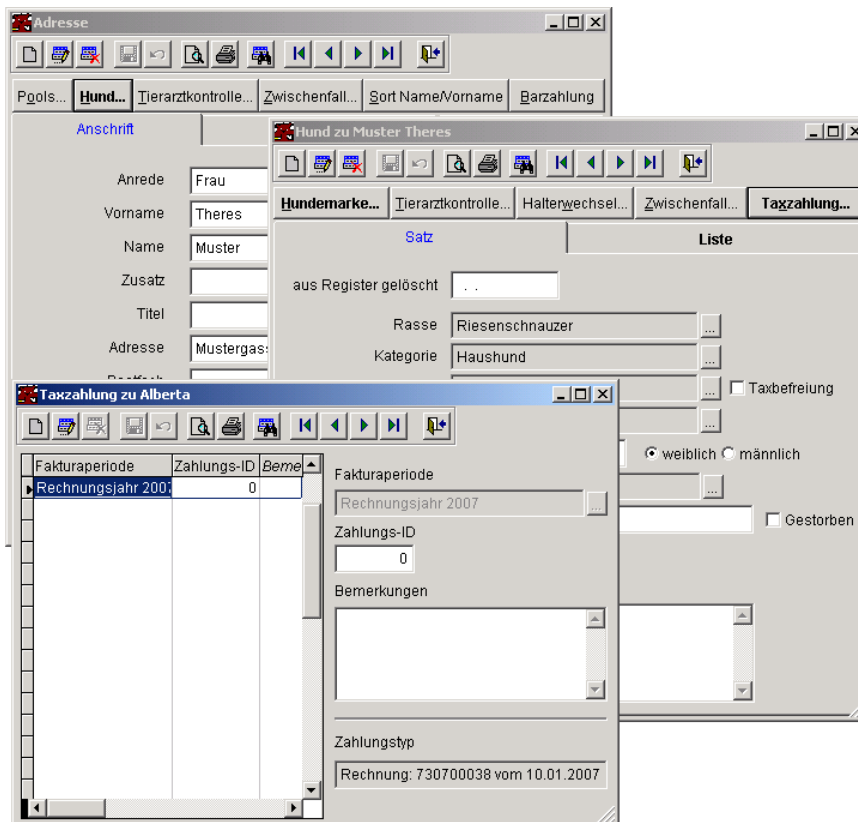 Adresse
Pools... Hund... Tierarztkontrolle... Zwischenfall... Sort Name/Vorname Barzahlung
Anschrift
Anrede Frau
Vorname Theres
Name Muster
Zusatz
Titel
Adresse
Hund zu Muster Theres
Hundemarke... Tierarztkontrolle... Halterwechsel... Zwischenfall... Taxzahlung...
Satz Liste
aus Register gelöscht . .
Rasse Riesenschnauzer ...
Kategorie Haushund ...
... Taxbefreiung
...
weiblich männlich
...
Gestorben
Taxzahlung zu Alberta
Fakturaperiode Zahlungs-ID
Rechnungsjahr 0
Fakturaperiode
Rechnungsjahr 2007 ...
Zahlungs-ID
0
Bemerkungen
Zahlungstyp
Rechnung: 730700038 vom 10.01.2007